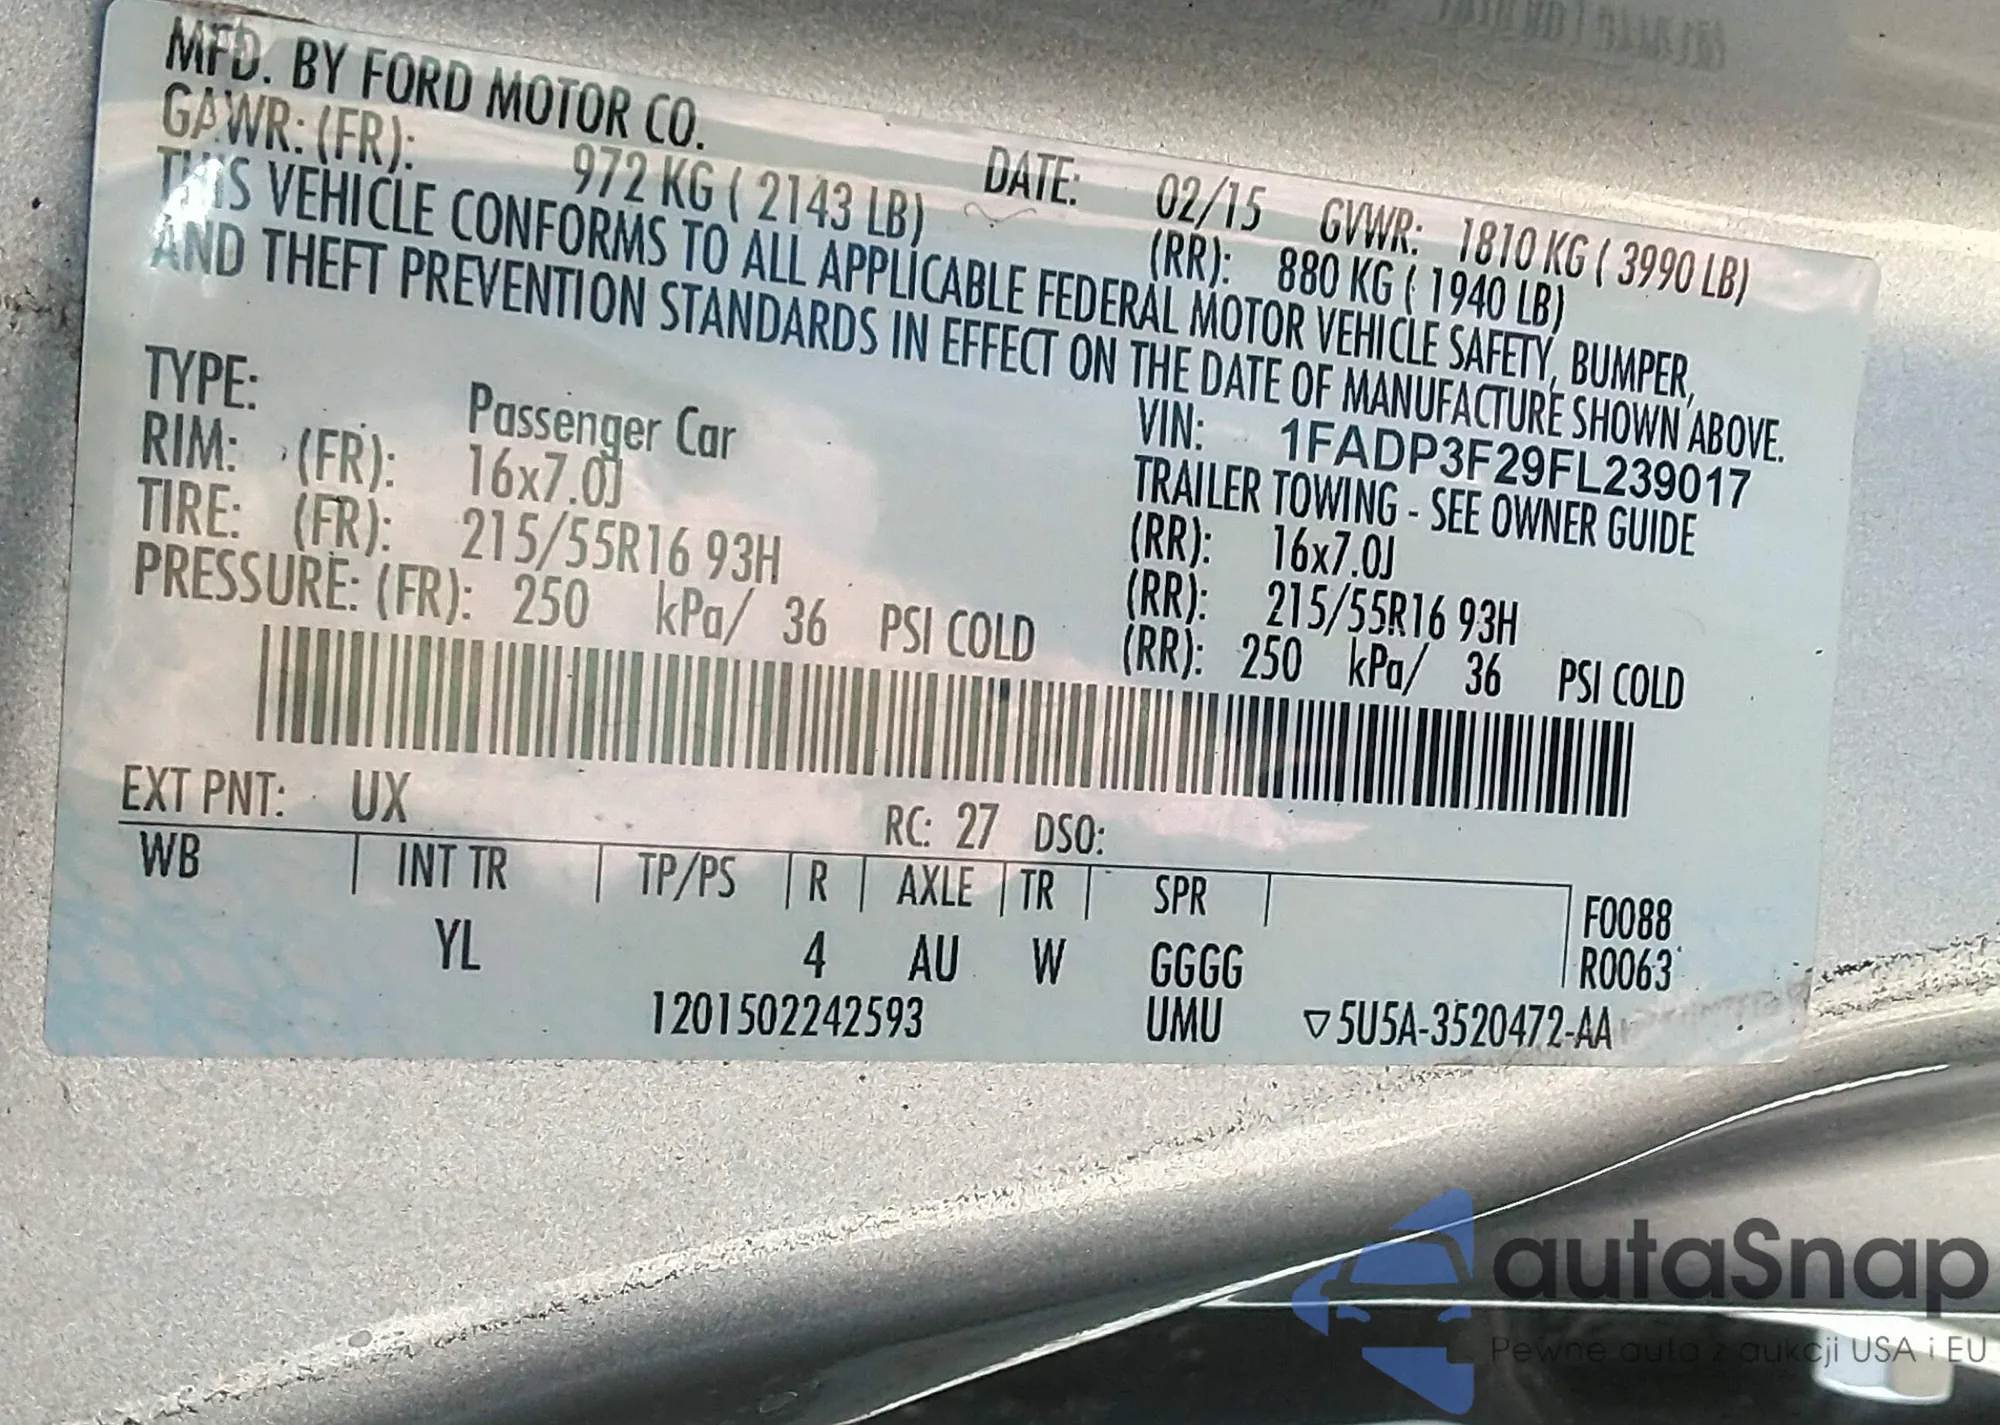 MFD. BY FORD MOTOR CO. DATE: 02/15 GVWR: 1810 KG ( 3990 LB)
GAWR: (FR): 972 KG ( 2143 LB) (RR): 880 KG ( 1940 LB)
THIS VEHICLE CONFORMS TO ALL APPLICABLE FEDERAL MOTOR VEHICLE SAFETY, BUMPER,
AND THEFT PREVENTION STANDARDS IN EFFECT ON THE DATE OF MANUFACTURE SHOWN ABOVE.
VIN: 1FADP3F29FL239017
TYPE: Passenger Car TRAILER TOWING - SEE OWNER GUIDE
RIM: (FR): 16x7.0J (RR): 16x7.0J
TIRE: (FR): 215/55R16 93H (RR): 215/55R16 93H
PRESSURE: (FR): 250 kPa/ 36 PSI COLD (RR): 250 kPa/ 36 PSI COLD
EXT PNT: UX RC: 27 DSO:
WB INT TR TP/PS R AXLE TR SPR F0088
YL 4 AU W GGGG R0063
1201502242593 UMU ▽5U5A-3520472-AA
autaSnap
Pewne auta z aukcji USA i EU